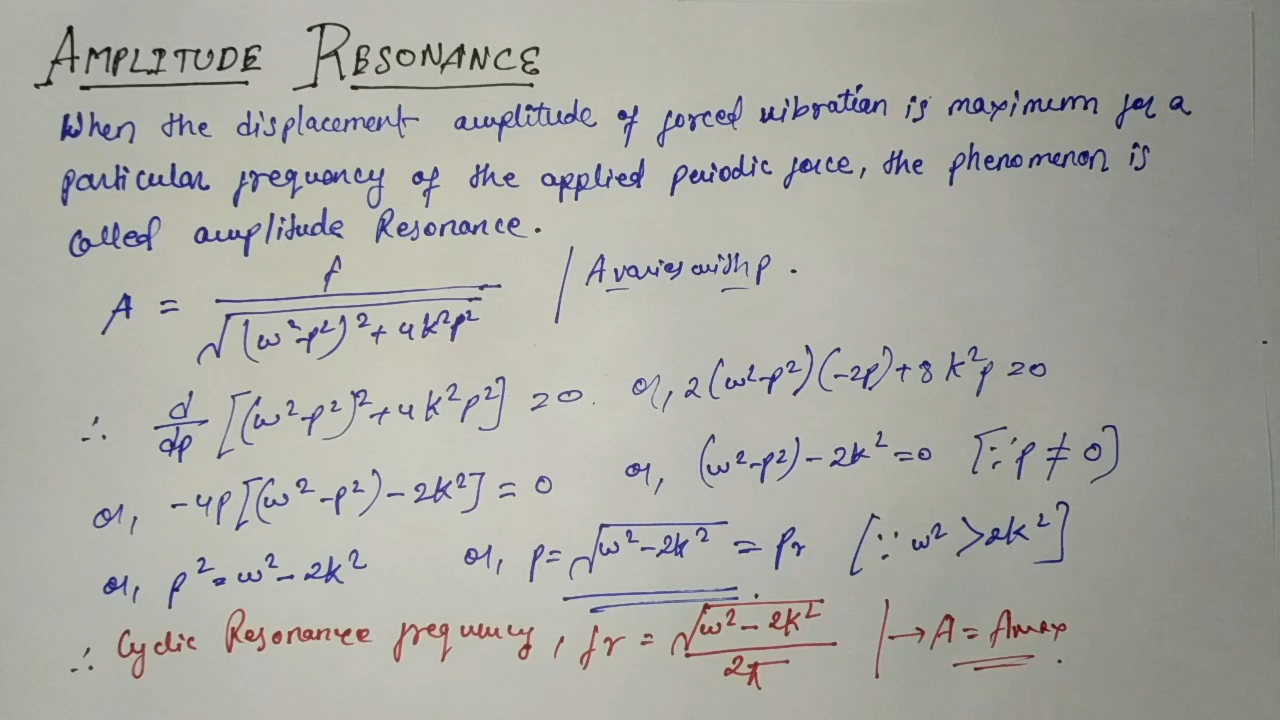 AMPLITUDE RESONANCE
When the displacement amplitude of forced vibration is maximum for a
particular frequency of the applied periodic force, the phenomenon is
called amplitude Resonance.
A = f / √((ω²-p²)² + 4k²p²) | A varies with p.
∴ d/dp [(ω²-p²)² + 4k²p²] = 0. or, 2(ω²-p²)(-2p) + 8k²p = 0
or, -4p[(ω²-p²) - 2k²] = 0 or, (ω²-p²) - 2k² = 0 [∵ p ≠ 0]
or, p² = ω² - 2k² or, p = √(ω² - 2k²) = pr [∵ ω² > 2k²]
∴ Cyclic Resonance frequency, fr = √(ω² - 2k²) / 2π | → A = Amax.